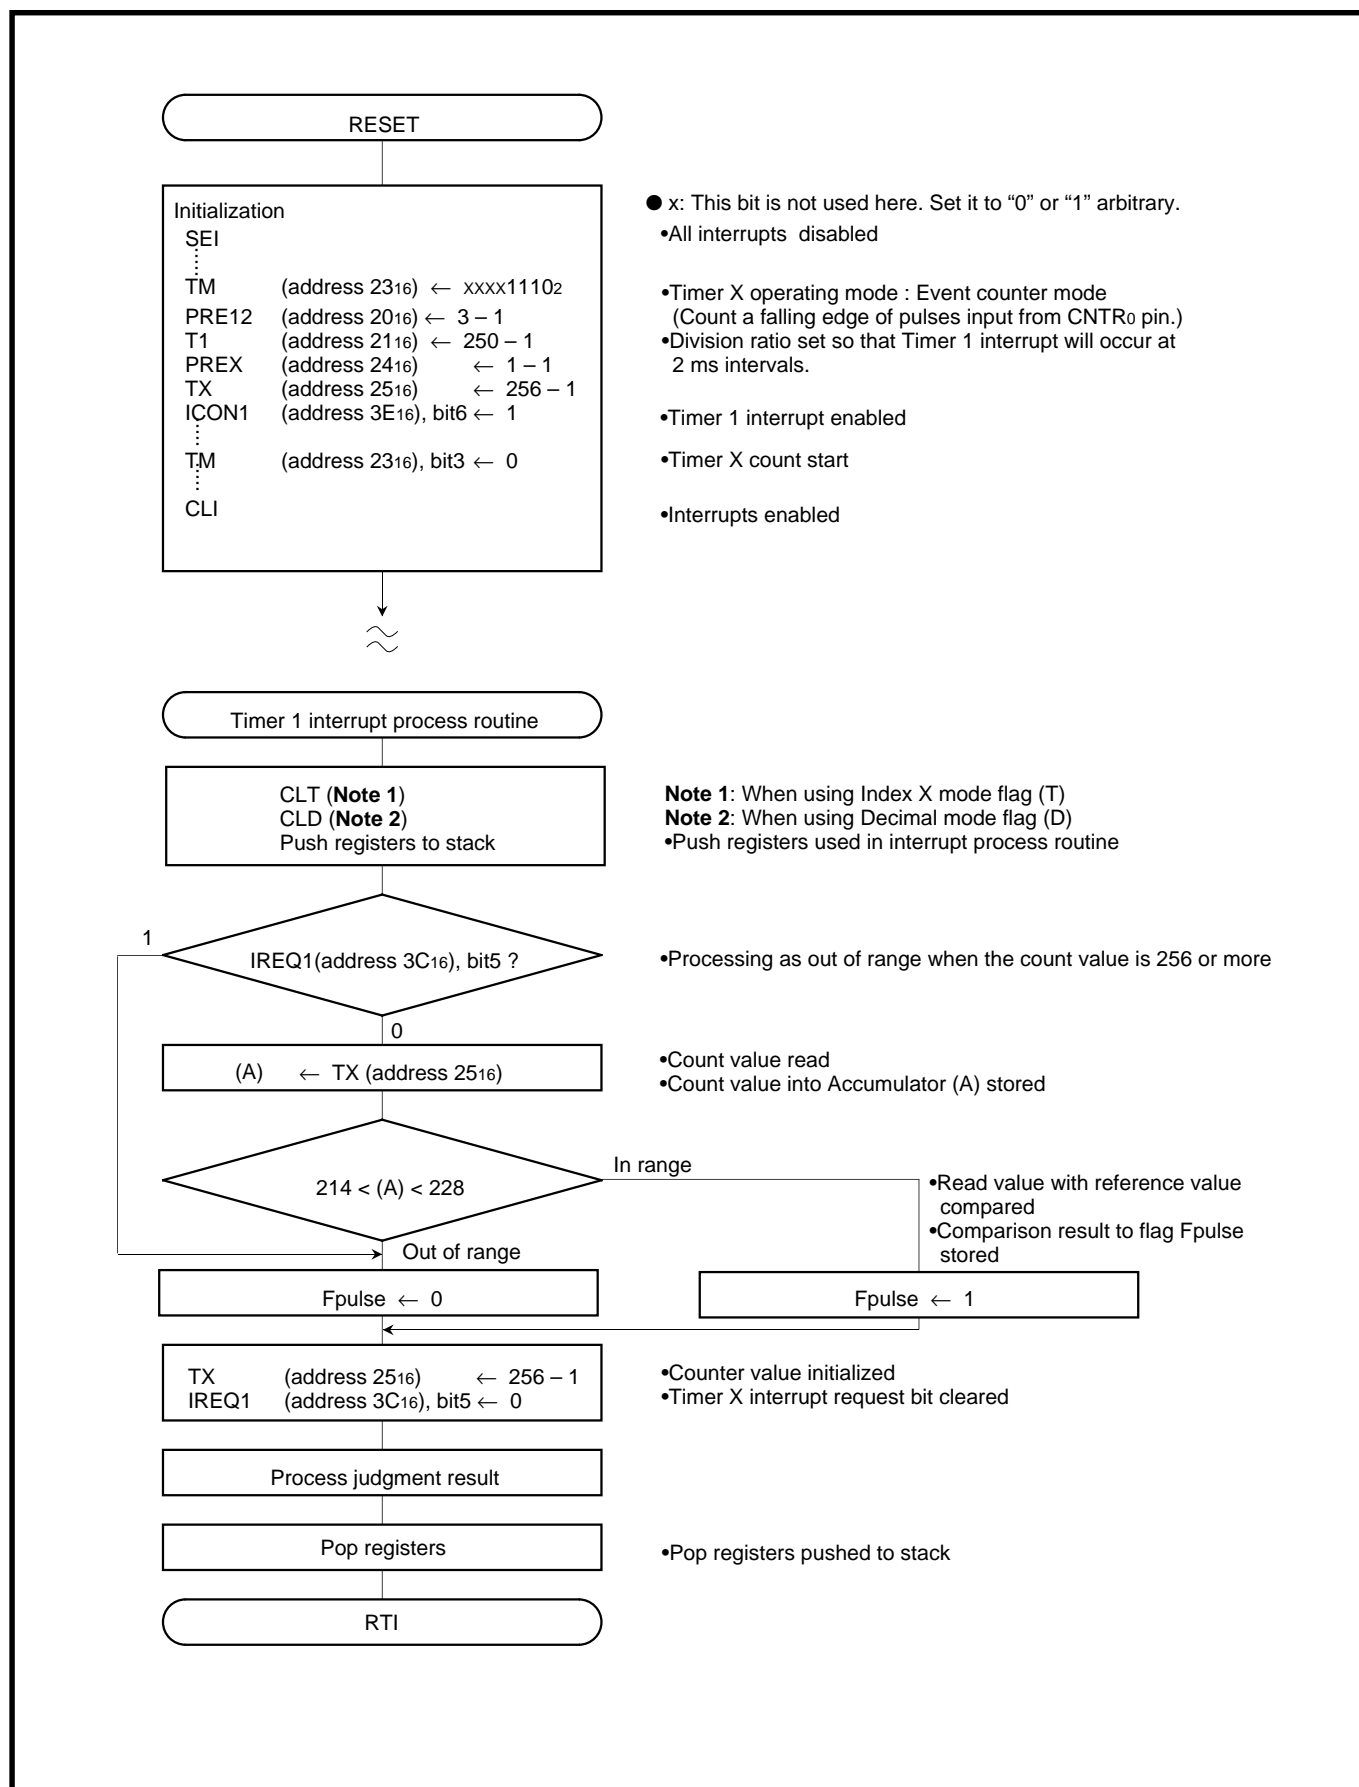 RESET
Initialization
● x: This bit is not used here. Set it to “0” or “1” arbitrary.
SEI
•All interrupts disabled
TM (address 2316) ← XXXX11102
•Timer X operating mode : Event counter mode
(Count a falling edge of pulses input from CNTR0 pin.)
PRE12 (address 2016) ← 3 – 1
T1 (address 2116) ← 250 – 1
•Division ratio set so that Timer 1 interrupt will occur at
2 ms intervals.
PREX (address 2416) ← 1 – 1
TX (address 2516) ← 256 – 1
ICON1 (address 3E16), bit6 ← 1
•Timer 1 interrupt enabled
TM (address 2316), bit3 ← 0
•Timer X count start
CLI
•Interrupts enabled
Timer 1 interrupt process routine
CLT (Note 1)
CLD (Note 2)
Push registers to stack
Note 1: When using Index X mode flag (T)
Note 2: When using Decimal mode flag (D)
•Push registers used in interrupt process routine
1
IREQ1(address 3C16), bit5 ?
•Processing as out of range when the count value is 256 or more
0
(A) ← TX (address 2516)
•Count value read
•Count value into Accumulator (A) stored
In range
214 < (A) < 228
•Read value with reference value
compared
•Comparison result to flag Fpulse
stored
Out of range
Fpulse ← 0
Fpulse ← 1
TX (address 2516) ← 256 – 1
IREQ1 (address 3C16), bit5 ← 0
•Counter value initialized
•Timer X interrupt request bit cleared
Process judgment result
Pop registers
•Pop registers pushed to stack
RTI